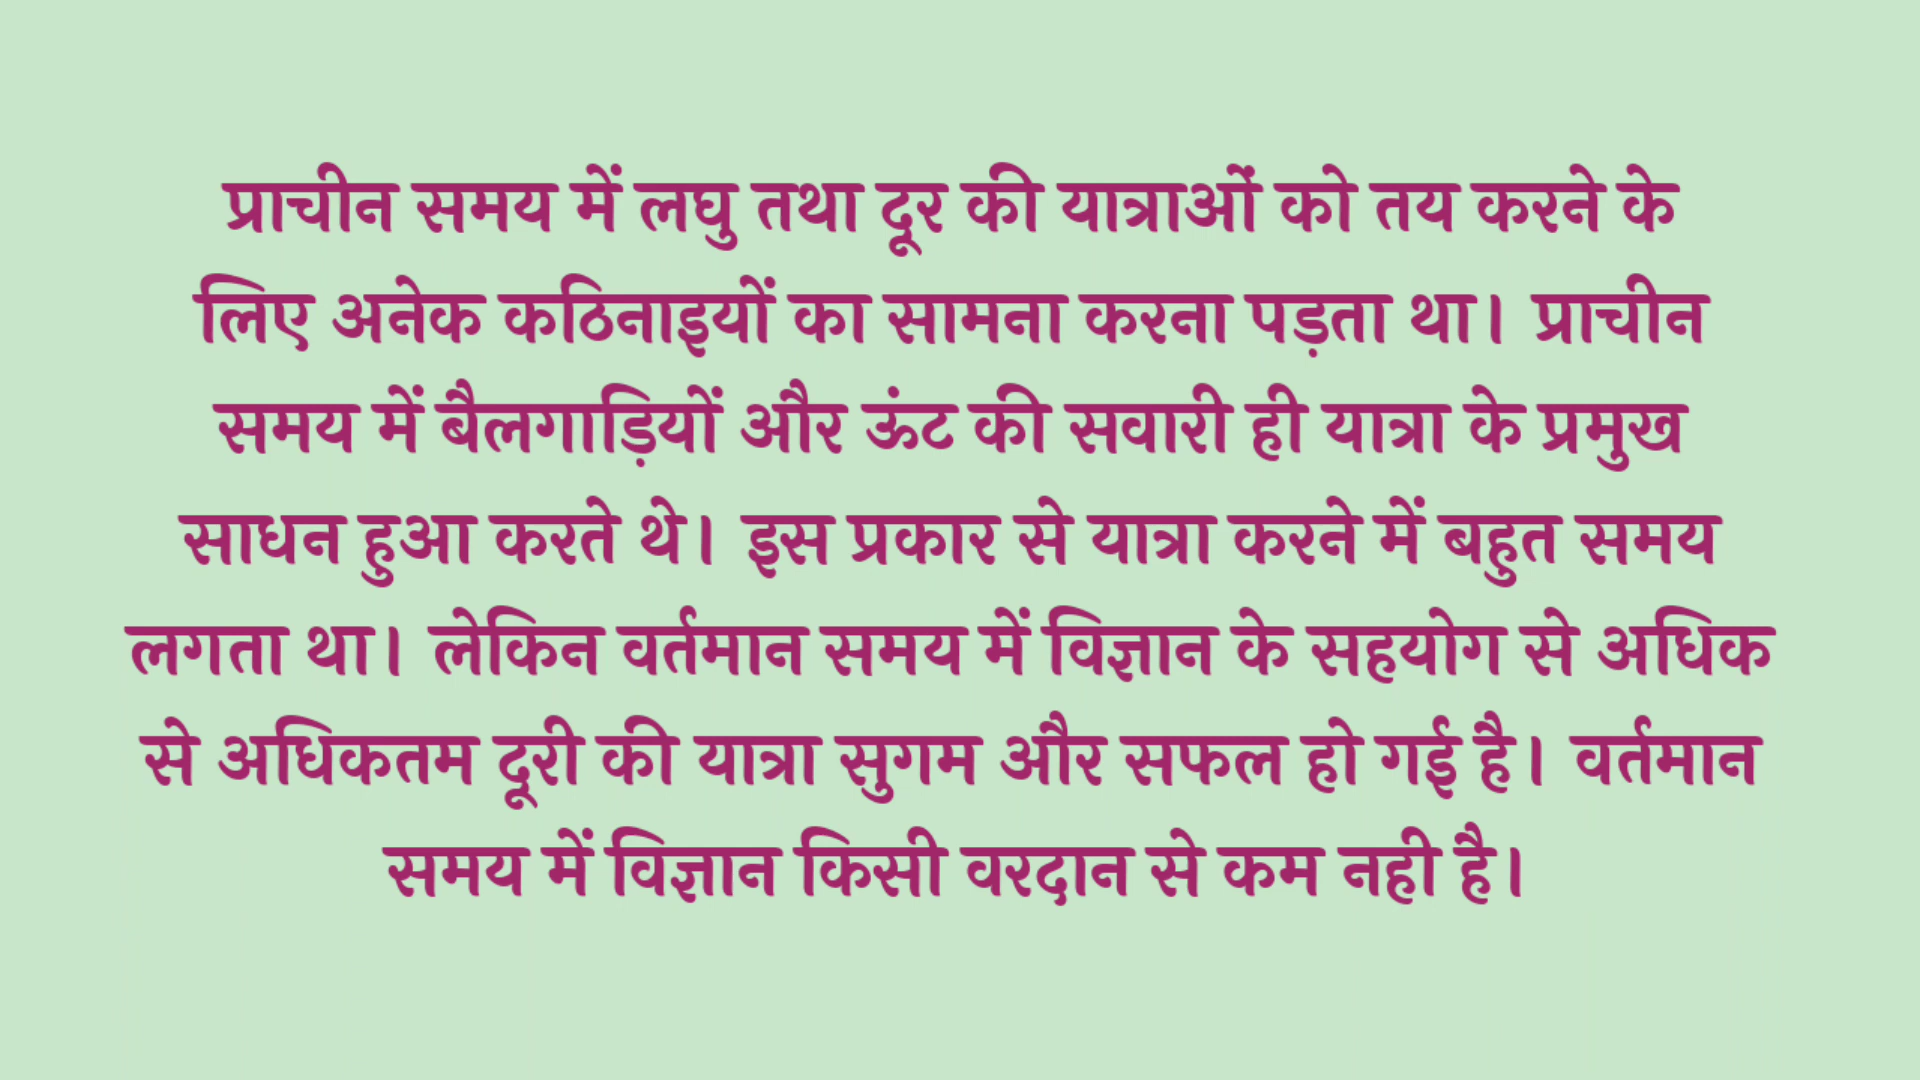 प्राचीन समय में लघु तथा दूर की यात्राओं को तय करने के
लिए अनेक कठिनाइयों का सामना करना पड़ता था। प्राचीन
समय में बैलगाड़ियों और ऊंट की सवारी ही यात्रा के प्रमुख
साधन हुआ करते थे। इस प्रकार से यात्रा करने में बहुत समय
लगता था। लेकिन वर्तमान समय में विज्ञान के सहयोग से अधिक
से अधिकतम दूरी की यात्रा सुगम और सफल हो गई है। वर्तमान
समय में विज्ञान किसी वरदान से कम नही है।